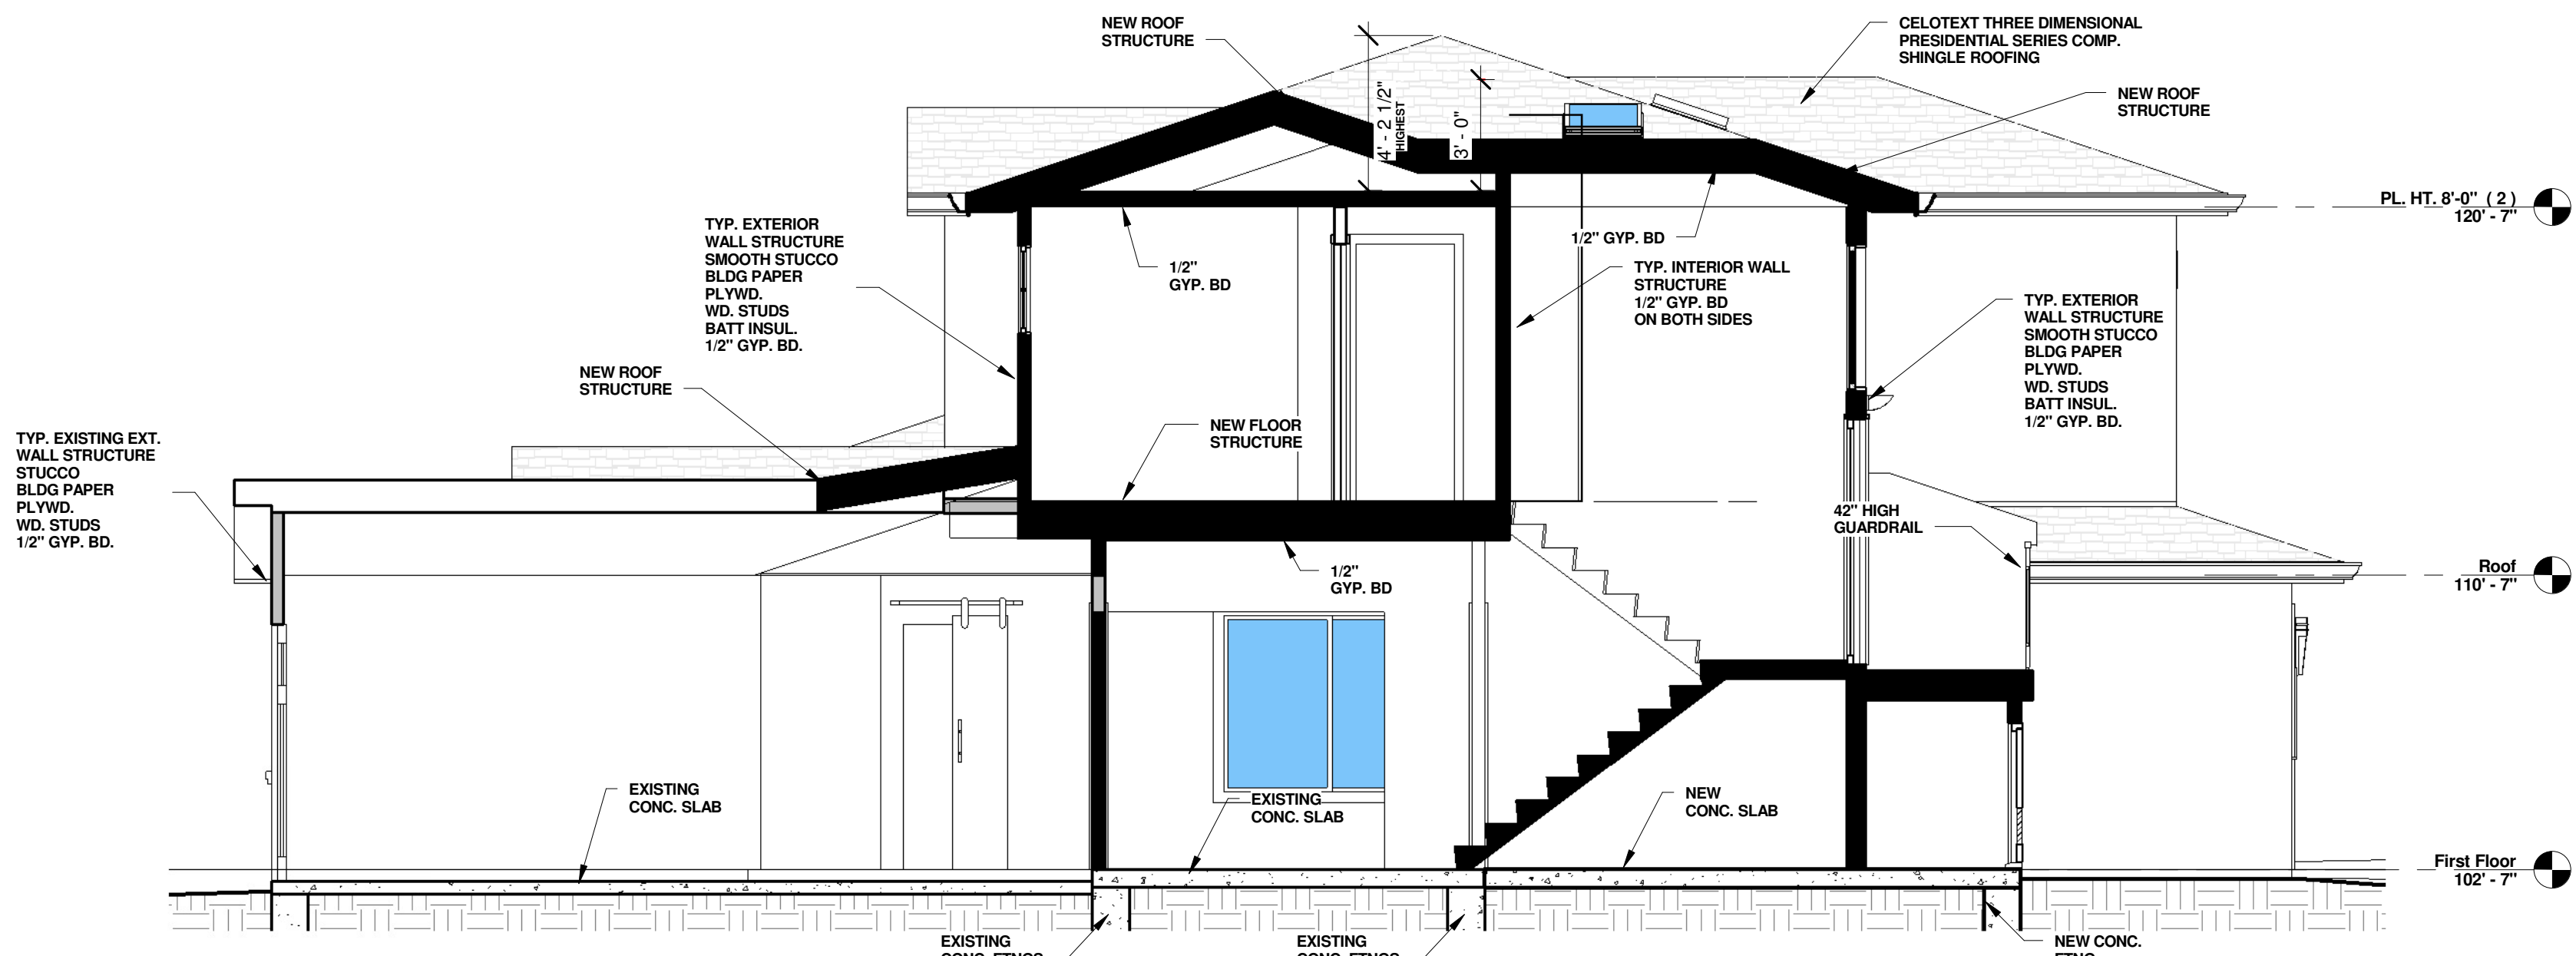 NEW ROOF
STRUCTURE
CELOTEXT THREE DIMENSIONAL
PRESIDENTIAL SERIES COMP.
SHINGLE ROOFING
4' - 2 1/2"
HIGHEST
3' - 0"
NEW ROOF
STRUCTURE
PL. HT. 8'-0" ( 2 )
120' - 7"
TYP. EXTERIOR
WALL STRUCTURE
SMOOTH STUCCO
BLDG PAPER
PLYWD.
WD. STUDS
BATT INSUL.
1/2" GYP. BD.
1/2"
GYP. BD
1/2" GYP. BD
TYP. INTERIOR WALL
STRUCTURE
1/2" GYP. BD
ON BOTH SIDES
TYP. EXTERIOR
WALL STRUCTURE
SMOOTH STUCCO
BLDG PAPER
PLYWD.
WD. STUDS
BATT INSUL.
1/2" GYP. BD.
NEW ROOF
STRUCTURE
NEW FLOOR
STRUCTURE
TYP. EXISTING EXT.
WALL STRUCTURE
STUCCO
BLDG PAPER
PLYWD.
WD. STUDS
1/2" GYP. BD.
42" HIGH
GUARDRAIL
1/2"
GYP. BD
Roof
110' - 7"
EXISTING
CONC. SLAB
EXISTING
CONC. SLAB
NEW
CONC. SLAB
First Floor
102' - 7"
EXISTING
CONC. FTNGS
EXISTING
CONC. FTNGS
NEW CONC.
FTNG